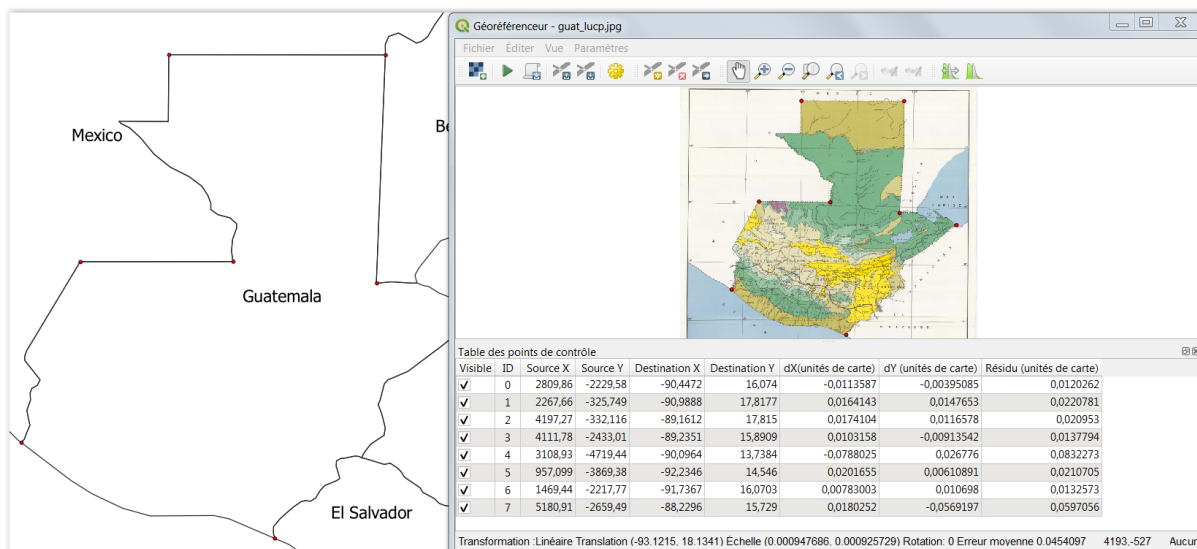 Mexico
Be
Guatemala
El Salvador
Géoréférenceur - guat_lucp.jpg
Fichier Éditer Vue Paramètres
Table des points de contrôle
Visible ID Source X Source Y Destination X Destination Y dX(unités de carte) dY (unités de carte) Résidu (unités de carte)
0 2809,86 -2229,58 -90,4472 16,074 -0,0113587 -0,00395085 0,0120262
1 2267,66 -325,749 -90,9888 17,8177 0,0164143 0,0147653 0,0220781
2 4197,27 -332,116 -89,1612 17,815 0,0174104 0,0116578 0,020953
3 4111,78 -2433,01 -89,2351 15,8909 0,0103158 -0,00913542 0,0137794
4 3108,93 -4719,44 -90,0964 13,7384 -0,0788025 0,026776 0,0832273
5 957,099 -3869,38 -92,2346 14,546 0,0201655 0,00610891 0,0210705
6 1469,44 -2217,77 -91,7367 16,0703 0,00783003 0,010698 0,0132573
7 5180,91 -2659,49 -88,2296 15,729 0,0180252 -0,0569197 0,0597056
Transformation :Linéaire Translation (-93.1215, 18.1341) Échelle (0.000947686, 0.000925729) Rotation: 0 Erreur moyenne 0.0454097 4193,-527 Aucur